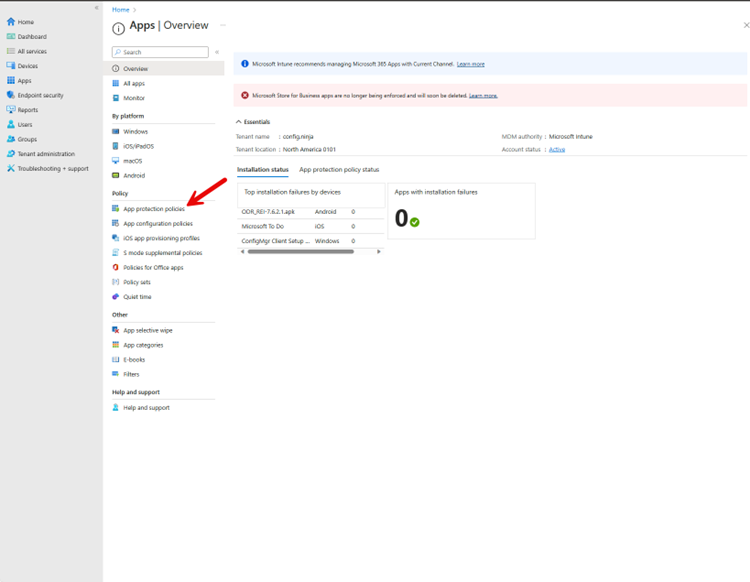 Home
Dashboard
All services
Devices
Apps
Endpoint security
Reports
Users
Groups
Tenant administration
Troubleshooting + support
Home >
Apps | Overview ...
Search
Overview
All apps
Monitor
By platform
Windows
iOS/iPadOS
macOS
Android
Policy
App protection policies
App configuration policies
iOS app provisioning profiles
S mode supplemental policies
Policies for Office apps
Policy sets
Quiet time
Other
App selective wipe
App categories
E-books
Filters
Help and support
Help and support
Microsoft Intune recommends managing Microsoft 365 Apps with Current Channel. Learn more
Microsoft Store for Business apps are no longer being enforced and will soon be deleted. Learn more.
Essentials
Tenant name : config.ninja
MDM authority : Microsoft Intune
Tenant location : North America 0101
Account status : Active
Installation status App protection policy status
Top installation failures by devices
ODR_REI-7.6.2.1.apk Android 0
Microsoft To Do iOS 0
ConfigMgr Client Setup ... Windows 0
Apps with installation failures
0